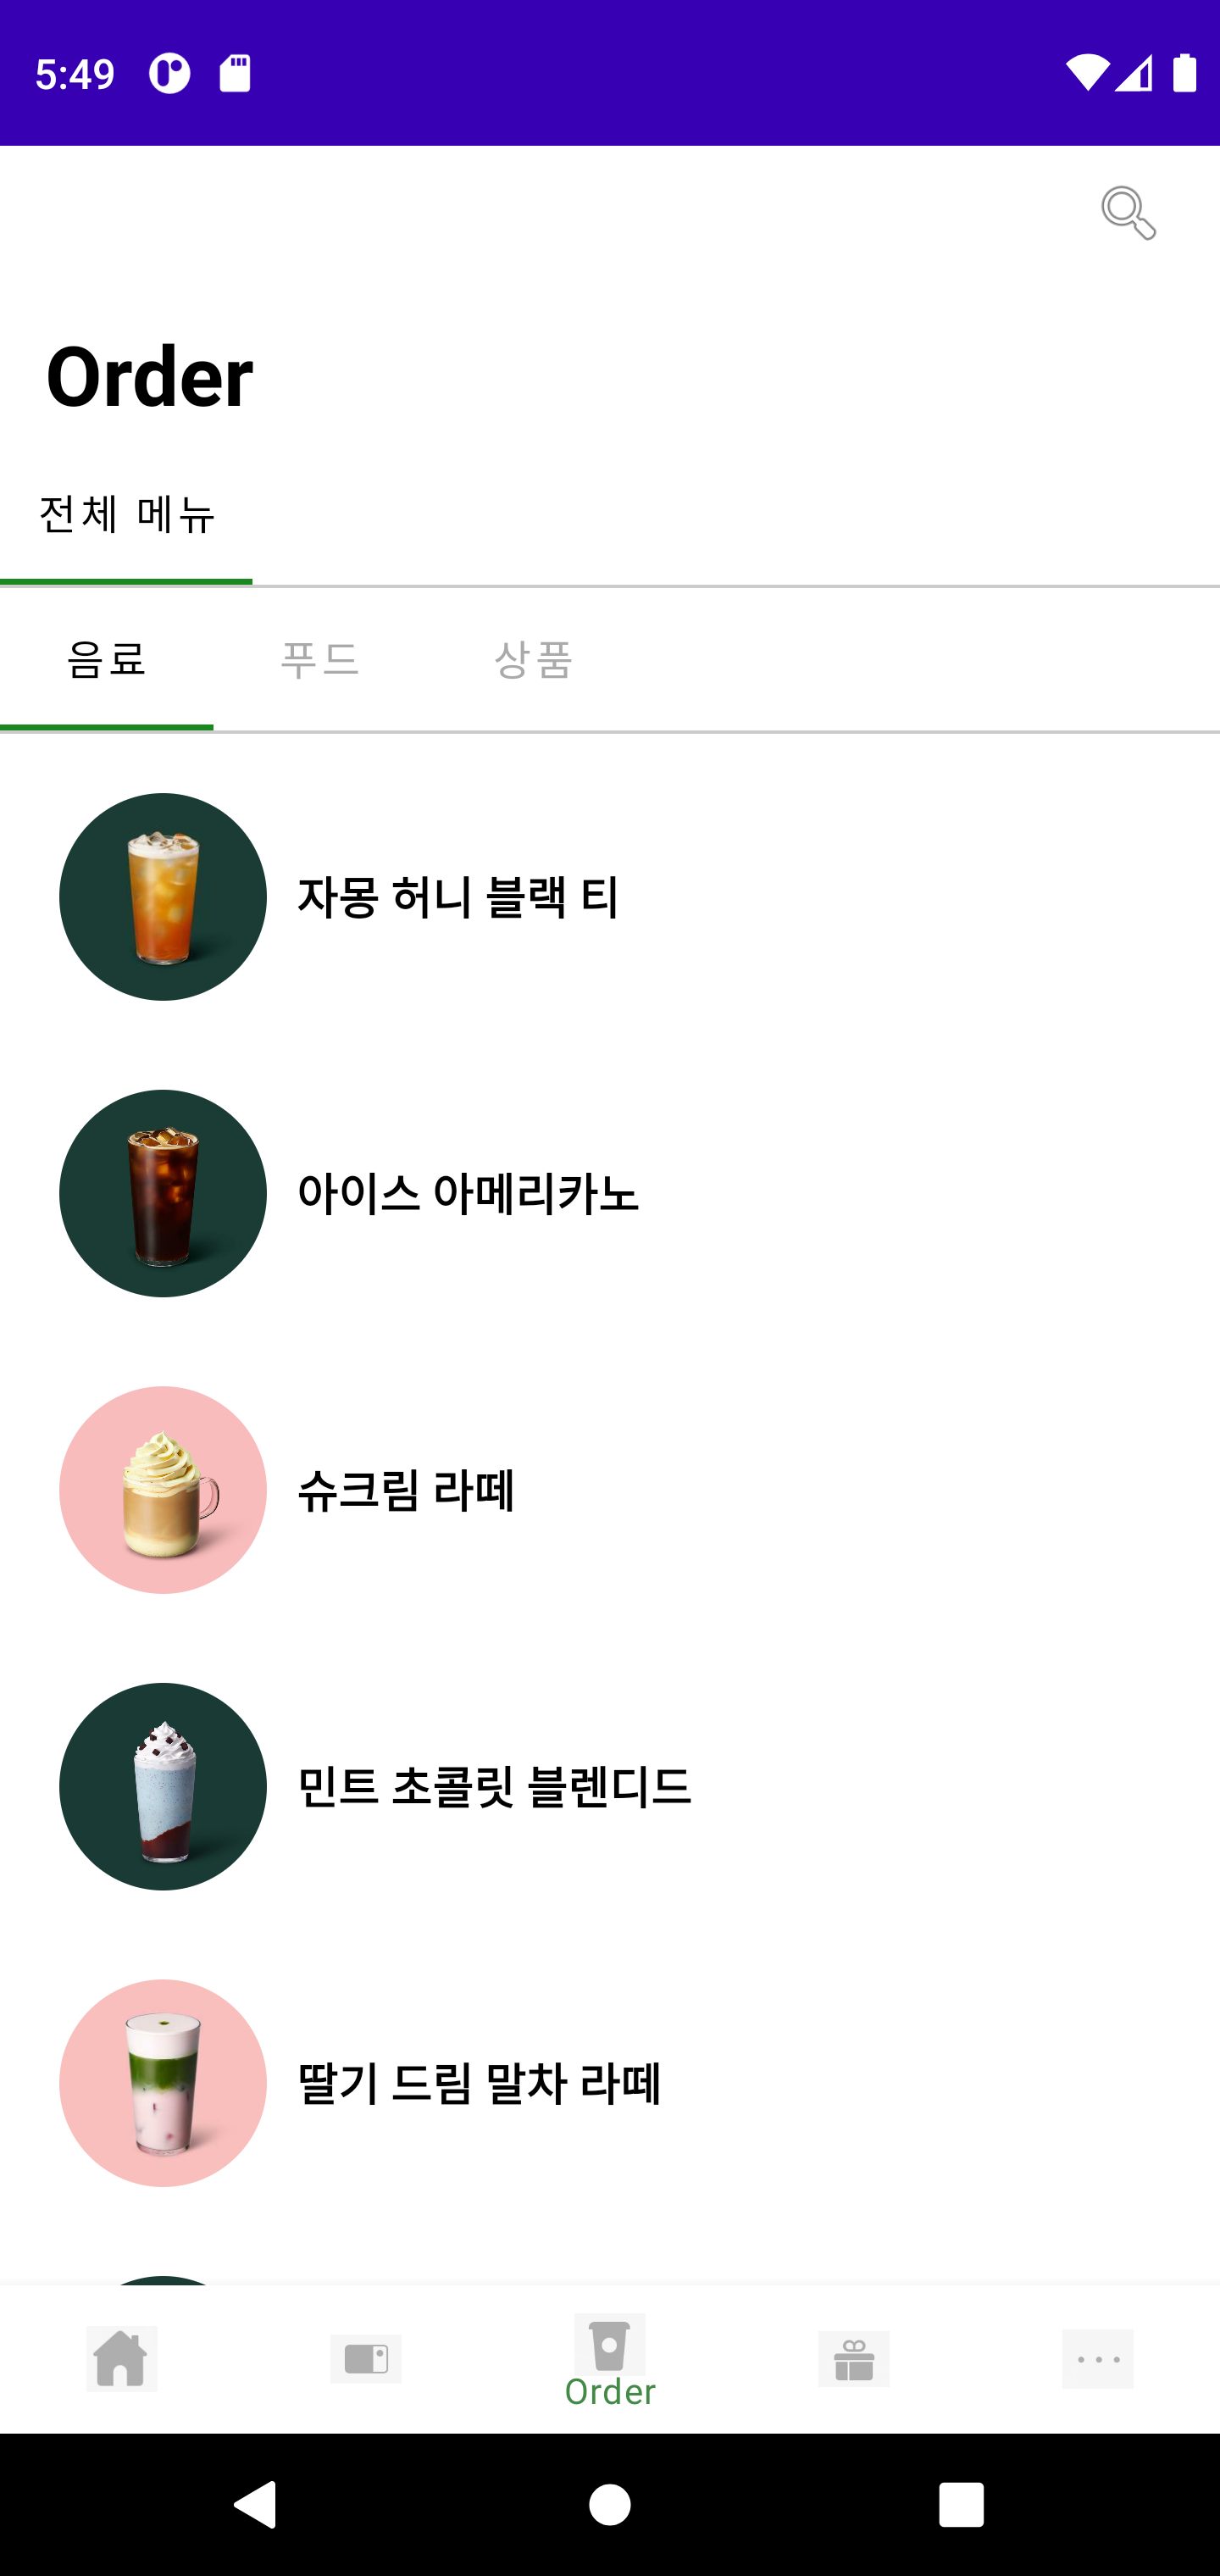 5:49
Order
전체 메뉴
음료 푸드 상품
자몽 허니 블랙 티
아이스 아메리카노
슈크림 라떼
민트 초콜릿 블렌디드
딸기 드림 말차 라떼
Order